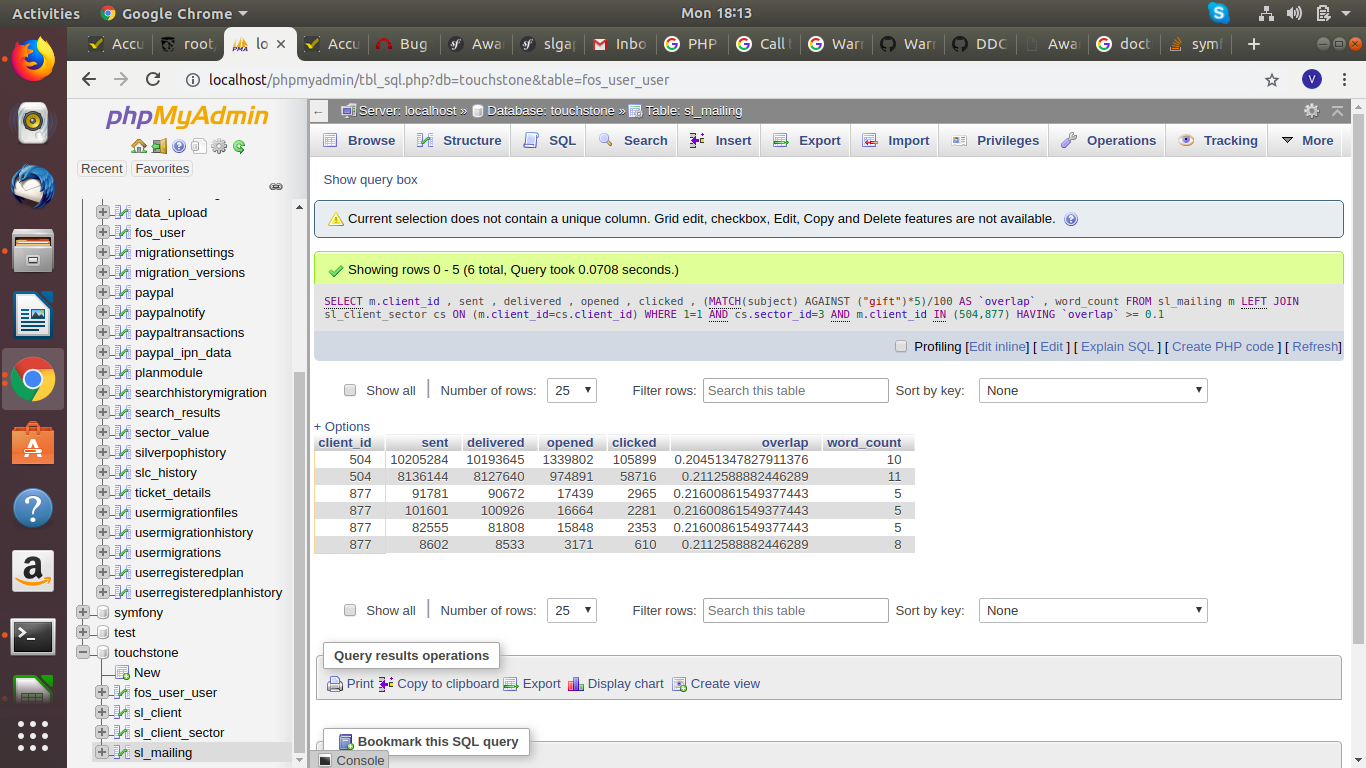 Activities
Google Chrome
Mon 18:13
Accu
root
lo
Accu
Bug
Awa
slga
Inbo
PHP
Call
Warr
Warr
DDC
Awa
doct
symf
localhost/phpmyadmin/tbl_sql.php?db=touchstone&table=fos_user_user
V
phpMyAdmin
Recent
Favorites
data_upload
fos_user
migrationsettings
migration_versions
paypal
paypalnotify
paypaltransactions
paypal_ipn_data
planmodule
searchhistorymigration
search_results
sector_value
silverpophistory
slc_history
ticket_details
usermigrationfiles
usermigrationhistory
usermigrations
userregisteredplan
userregisteredplanhistory
symfony
test
touchstone
New
fos_user_user
sl_client
sl_client_sector
sl_mailing
Server: localhost » Database: touchstone » Table: sl_mailing
Browse Structure SQL Search Insert Export Import Privileges Operations Tracking More
Show query box
Current selection does not contain a unique column. Grid edit, checkbox, Edit, Copy and Delete features are not available.
Showing rows 0 - 5 (6 total, Query took 0.0708 seconds.)
SELECT m.client_id , sent , delivered , opened , clicked , (MATCH(subject) AGAINST ("gift")*5)/100 AS `overlap` , word_count FROM sl_mailing m LEFT JOIN
sl_client_sector cs ON (m.client_id=cs.client_id) WHERE 1=1 AND cs.sector_id=3 AND m.client_id IN (504,877) HAVING `overlap` >= 0.1
Profiling [Edit inline] [ Edit ] [ Explain SQL ] [ Create PHP code ] [ Refresh]
Show all Number of rows: 25 Filter rows: Search this table Sort by key: None
+ Options
client_id sent delivered opened clicked overlap word_count
504 10205284 10193645 1339802 105899 0.20451347827911376 10
504 8136144 8127640 974891 58716 0.2112588882446289 11
877 91781 90672 17439 2965 0.21600861549377443 5
877 101601 100926 16664 2281 0.21600861549377443 5
877 82555 81808 15848 2353 0.21600861549377443 5
877 8602 8533 3171 610 0.2112588882446289 8
Show all Number of rows: 25 Filter rows: Search this table Sort by key: None
Query results operations
Print Copy to clipboard Export Display chart Create view
Bookmark this SQL query
Console